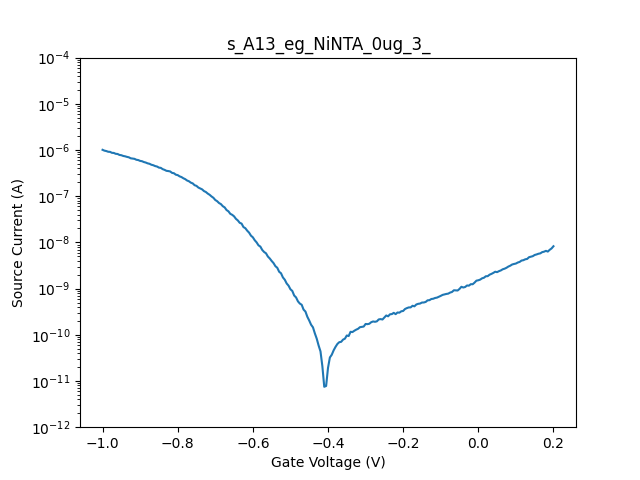 s_A13_eg_NiNTA_0ug_3_
10⁻⁴
10⁻⁵
10⁻⁶
10⁻⁷
10⁻⁸
10⁻⁹
10⁻¹⁰
10⁻¹¹
10⁻¹²
Source Current (A)
−1.0 −0.8 −0.6 −0.4 −0.2 0.0 0.2
Gate Voltage (V)